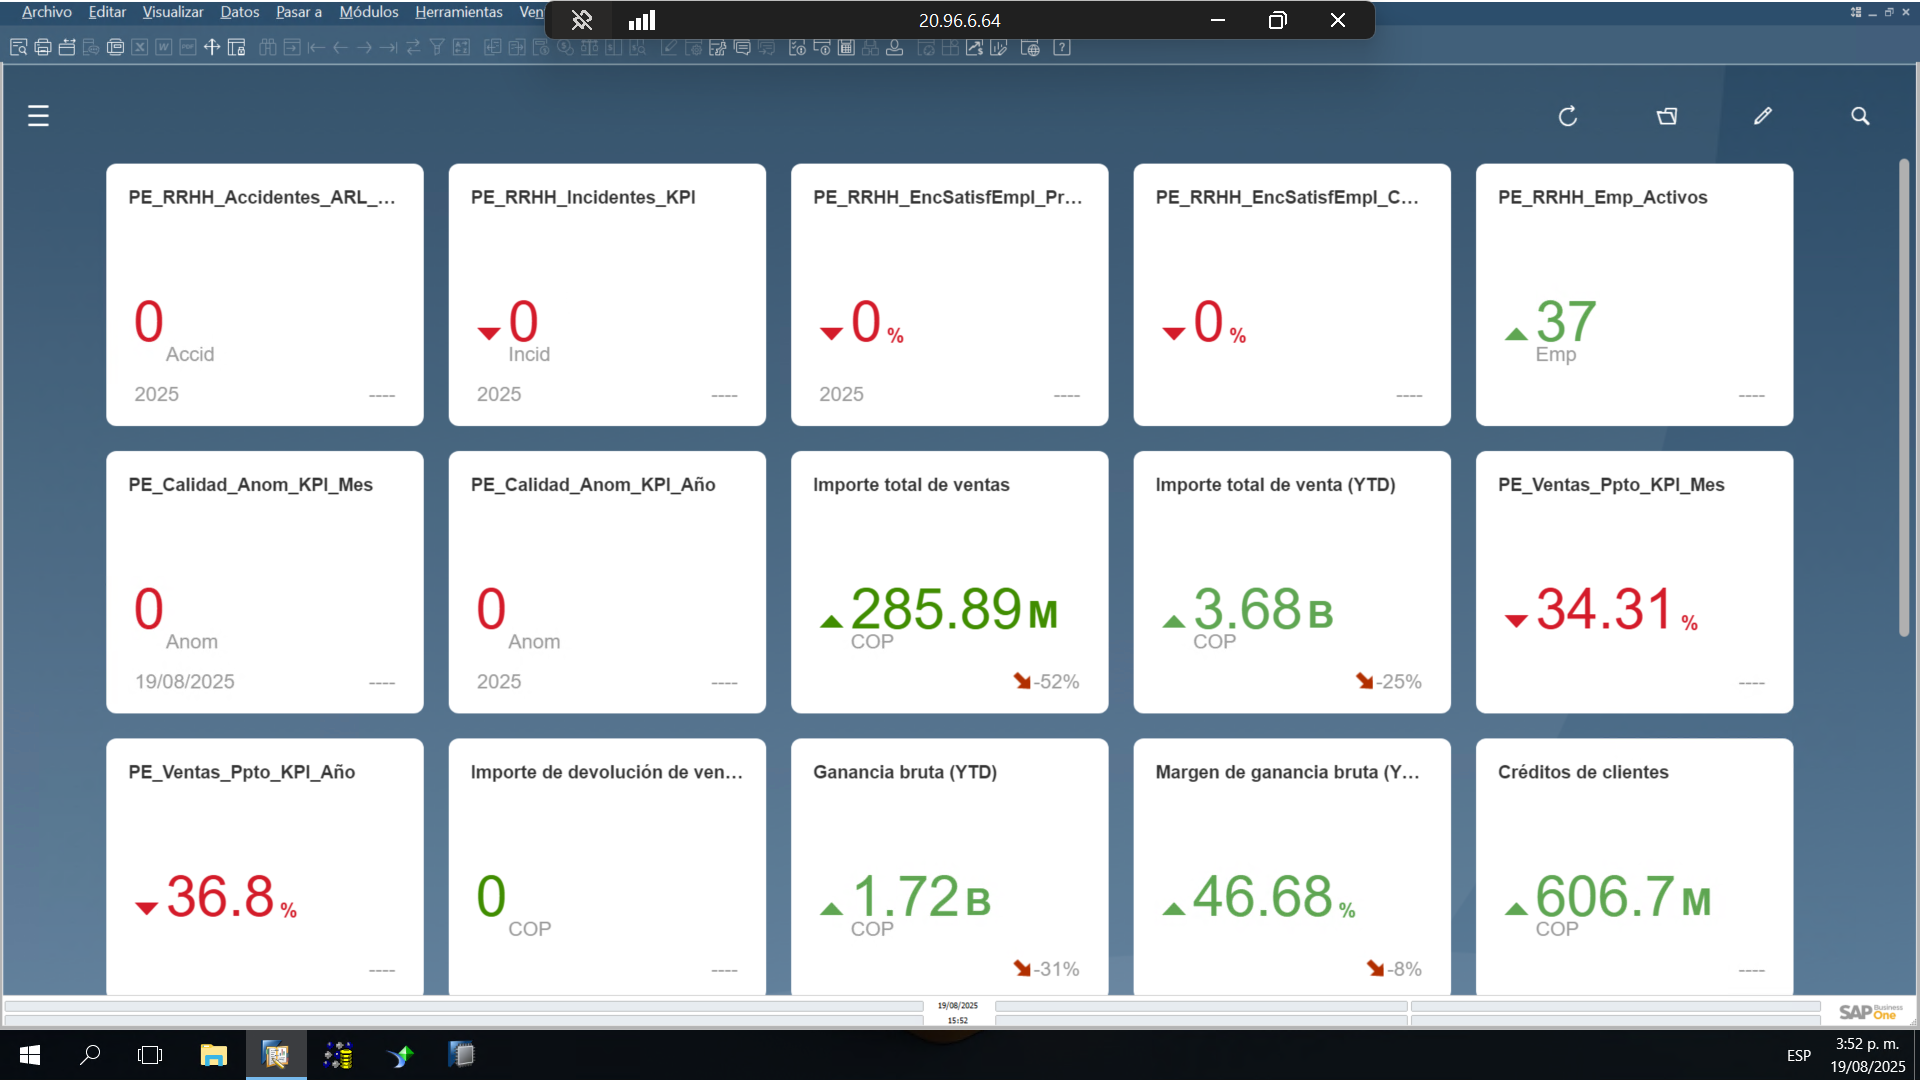 Archivo Editar Visualizar Datos Pasar a Módulos Herramientas
20.96.6.64
PE_RRHH_Accidentes_ARL_...
0
Accid
2025
----
PE_RRHH_Incidentes_KPI
0
Incid
2025
----
PE_RRHH_EncSatisfEmpl_Pr...
0 %
2025
----
PE_RRHH_EncSatisfEmpl_C...
0 %
----
PE_RRHH_Emp_Activos
37
Emp
----
PE_Calidad_Anom_KPI_Mes
0
Anom
19/08/2025
----
PE_Calidad_Anom_KPI_Año
0
Anom
2025
----
Importe total de ventas
285.89 M
COP
-52%
Importe total de venta (YTD)
3.68 B
COP
-25%
PE_Ventas_Ppto_KPI_Mes
34.31 %
----
PE_Ventas_Ppto_KPI_Año
36.8 %
----
Importe de devolución de ven...
0
COP
----
Ganancia bruta (YTD)
1.72 B
COP
-31%
Margen de ganancia bruta (Y...
46.68 %
-8%
Créditos de clientes
606.7 M
COP
----
19/08/2025
15:52
SAP Business One
ESP
3:52 p. m.
19/08/2025